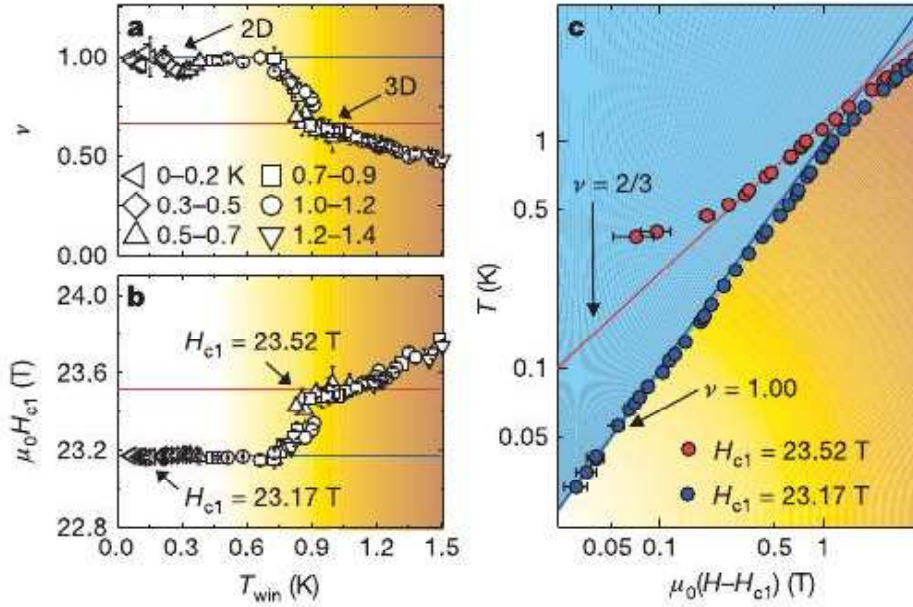 a
2D
3D
1.00
0.50
0.00
ν
0–0.2 K
0.7–0.9
0.3–0.5
1.0–1.2
0.5–0.7
1.2–1.4
b
24.0
23.6
23.2
22.8
μ0Hc1 (T)
Hc1 = 23.52 T
Hc1 = 23.17 T
0.0
0.3
0.6
0.9
1.2
1.5
Twin (K)
c
1
0.5
0.1
0.05
T (K)
ν = 2/3
ν = 1.00
Hc1 = 23.52 T
Hc1 = 23.17 T
0.05
0.1
0.5
1
μ0(H–Hc1) (T)